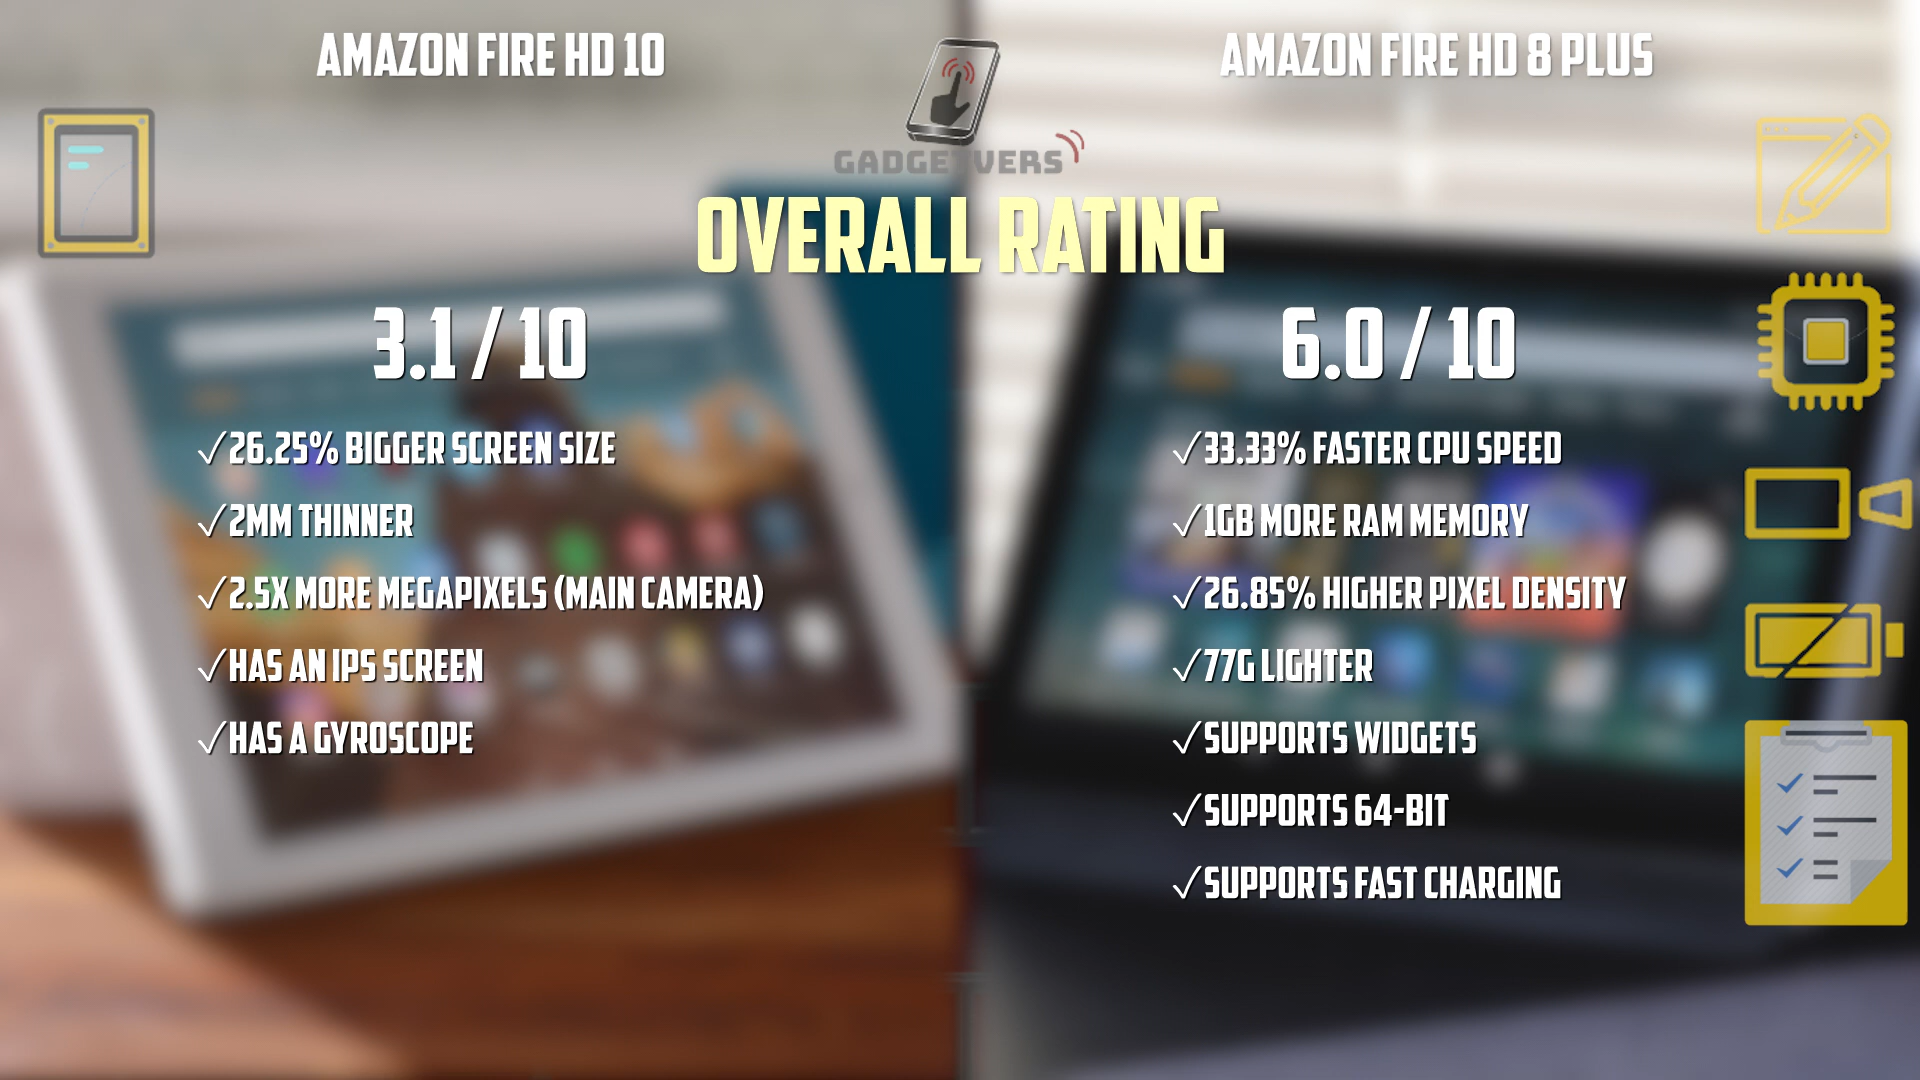 AMAZON FIRE HD 10
AMAZON FIRE HD 8 PLUS
GADGETVERS
OVERALL RATING
3.1 / 10
✓26.25% BIGGER SCREEN SIZE
✓2MM THINNER
✓2.5X MORE MEGAPIXELS (MAIN CAMERA)
✓HAS AN IPS SCREEN
✓HAS A GYROSCOPE
6.0 / 10
✓33.33% FASTER CPU SPEED
✓1GB MORE RAM MEMORY
✓26.85% HIGHER PIXEL DENSITY
✓77G LIGHTER
✓SUPPORTS WIDGETS
✓SUPPORTS 64-BIT
✓SUPPORTS FAST CHARGING